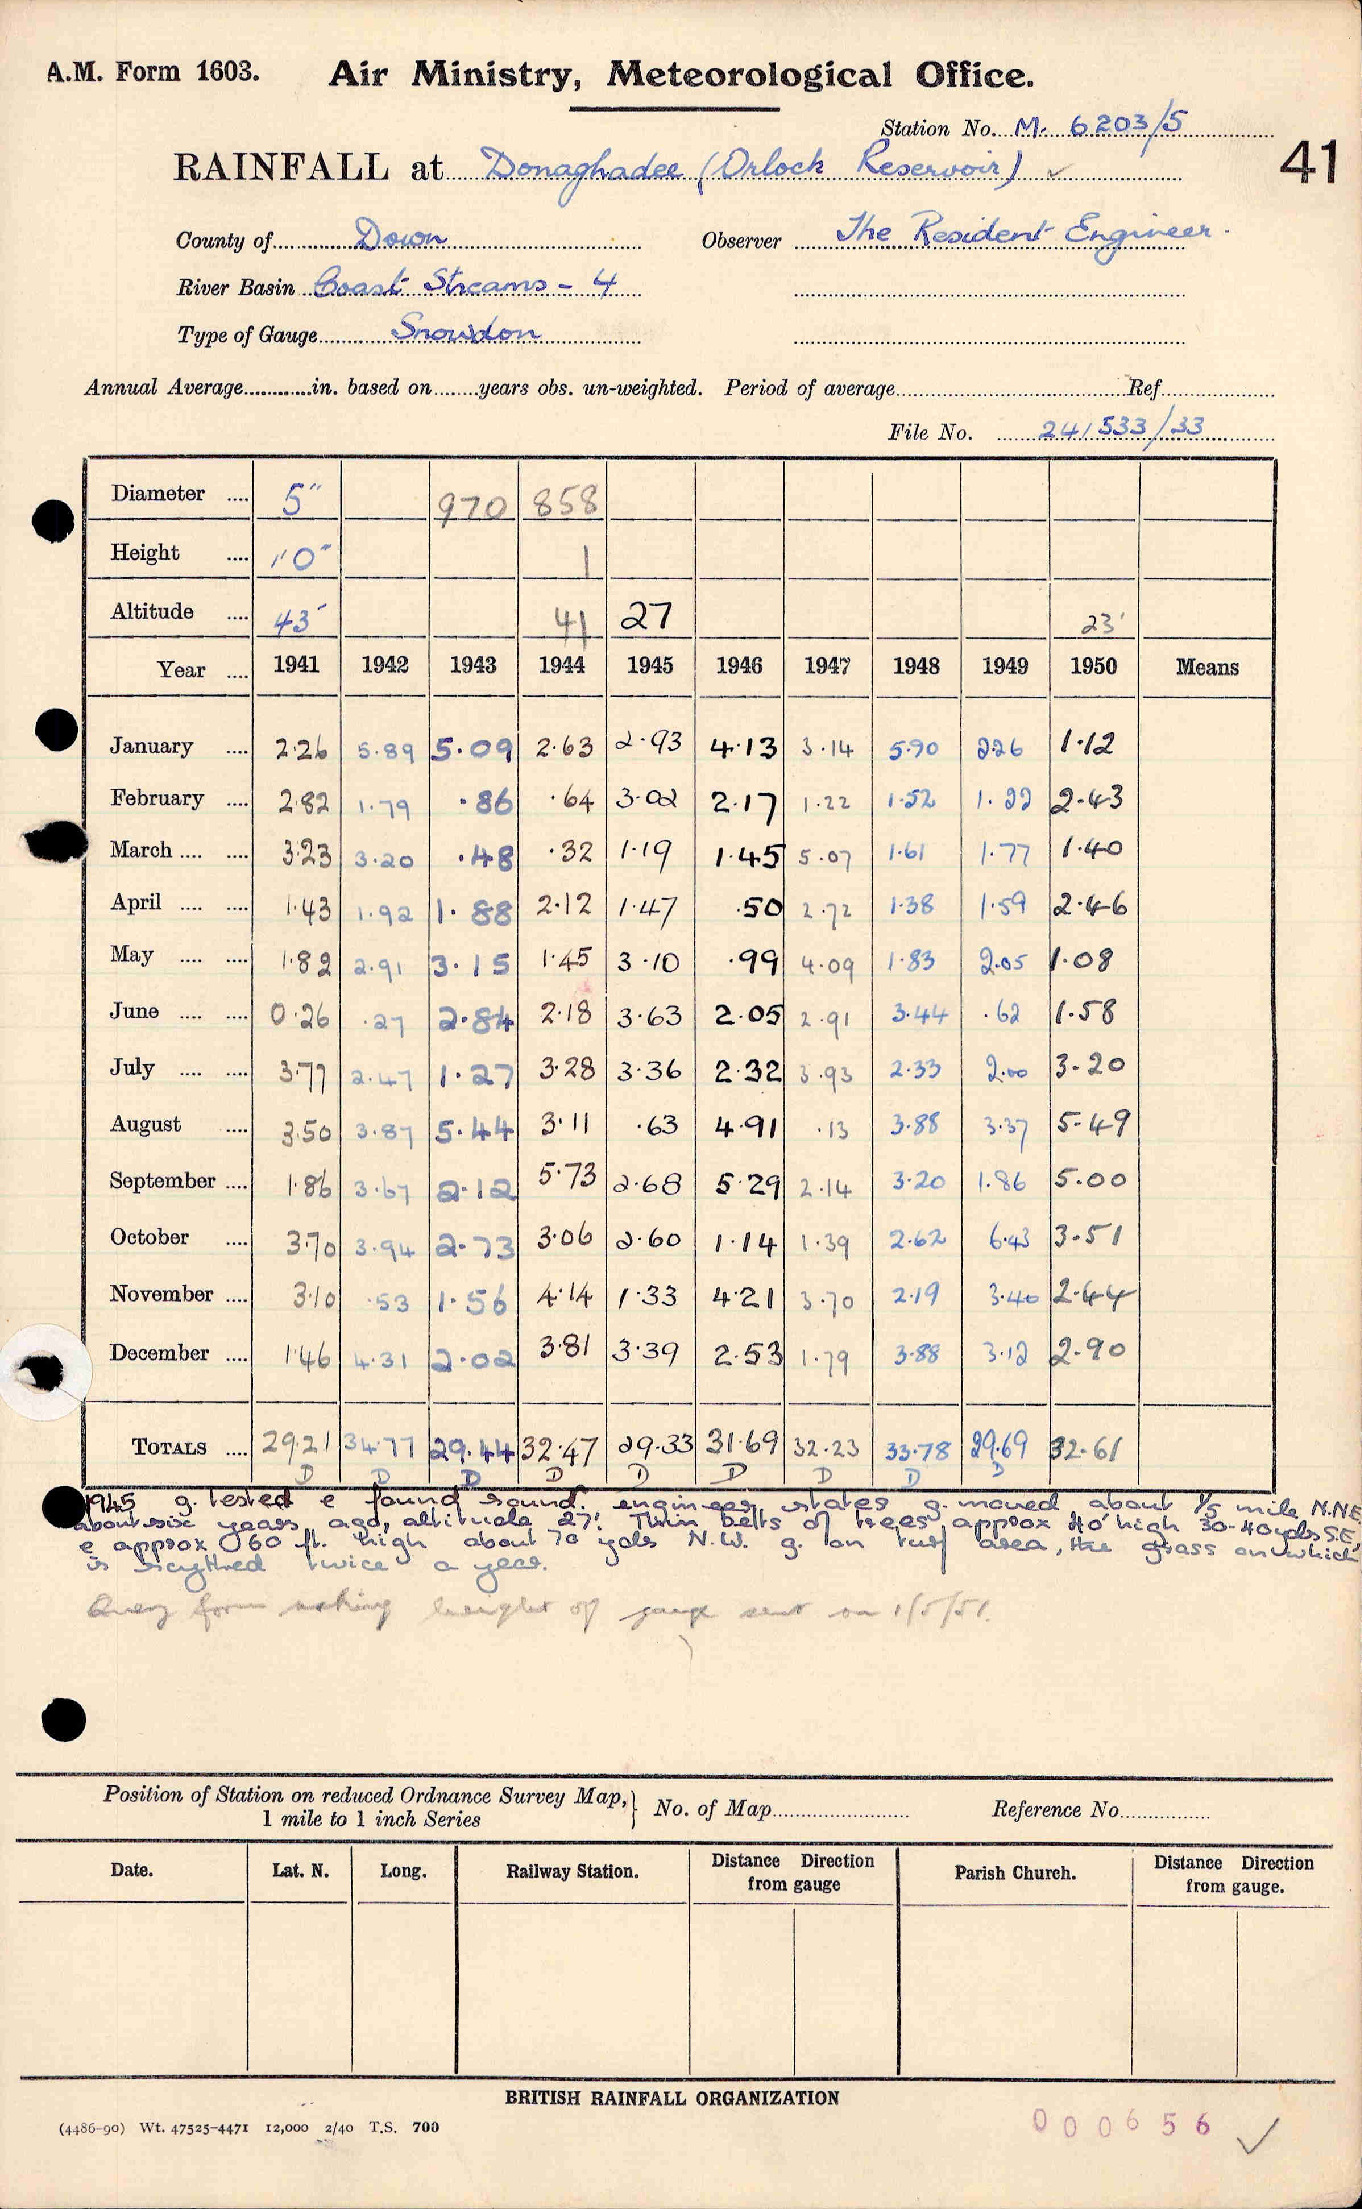 A.M. Form 1603. Air Ministry, Meteorological Office.
Station No. M. 6203/5
41
RAINFALL at Donaghadee (Orlock Reservoir) ✓
County of Down Observer The Resident Engineer.
River Basin Coast Streams - 4
Type of Gauge Snowdon
Annual Average in. based on years obs. un-weighted. Period of average Ref
File No. 241533/33
Diameter 5" 970 858
Height 1'0" 1
Altitude 43' 41 27 23'
Year 1941 1942 1943 1944 1945 1946 1947 1948 1949 1950 Means
January 2.26 5.89 5.09 2.63 2.93 4.13 3.14 5.90 2.26 1.12
February 2.82 1.79 .86 .64 3.02 2.17 1.22 1.52 1.22 2.43
March 3.23 3.20 .48 .32 1.19 1.45 5.07 1.61 1.77 1.40
April 1.43 1.92 1.88 2.12 1.47 .50 2.72 1.38 1.59 2.46
May 1.82 2.91 3.15 1.45 3.10 .99 4.09 1.83 2.05 1.08
June 0.26 .27 2.84 2.18 3.63 2.05 2.91 3.44 .62 1.58
July 3.77 2.47 1.27 3.28 3.36 2.32 3.93 2.33 2.00 3.20
August 3.50 3.87 5.44 3.11 .63 4.91 .13 3.88 3.37 5.49
September 1.86 3.67 2.12 5.73 2.68 5.29 2.14 3.20 1.86 5.00
October 3.70 3.94 2.73 3.06 2.60 1.14 1.39 2.62 6.43 3.51
November 3.10 .53 1.56 4.14 1.33 4.21 3.70 2.19 3.40 2.44
December 1.46 4.31 2.02 3.81 3.39 2.53 1.79 3.88 3.12 2.90
TOTALS 29.21 34.77 29.44 32.47 29.33 31.69 32.23 33.78 29.69 32.61
D D D D D D D D D
1945 g. tested & found sound. engineer states g. moved about 1/5 mile N.NE
about six years ago, altitude 27'. Thin belts of trees approx 40' high 30-40 yds S.E.
& approx 60 ft. high about 70 yds N.W. g. on turf area, the grass on which
is scythed twice a year.
Query form asking height of gauge sent on 1/5/51.
Position of Station on reduced Ordnance Survey Map, 1 mile to 1 inch Series } No. of Map Reference No.
Date. Lat. N. Long. Railway Station. Distance Direction from gauge Parish Church. Distance Direction from gauge.
BRITISH RAINFALL ORGANIZATION
(4486-90) Wt. 47525-4471 12,000 2/40 T.S. 700
000656 ✓